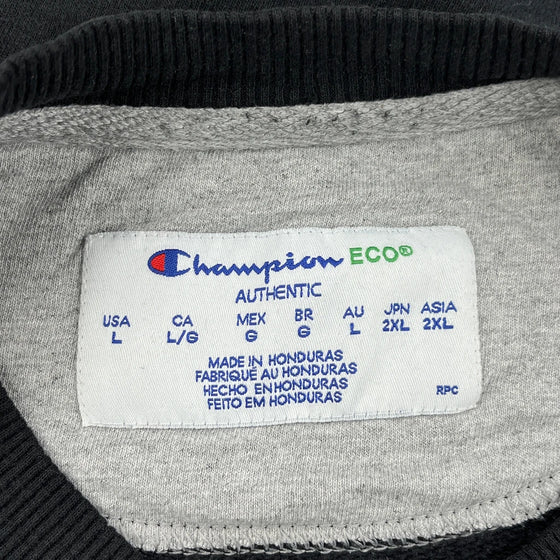 Champion ECO®
AUTHENTIC
USA CA MEX BR AU JPN ASIA
L L/G G G L 2XL 2XL
MADE IN HONDURAS
FABRIQUÉ AU HONDURAS
HECHO EN HONDURAS
FEITO EM HONDURAS
RPC